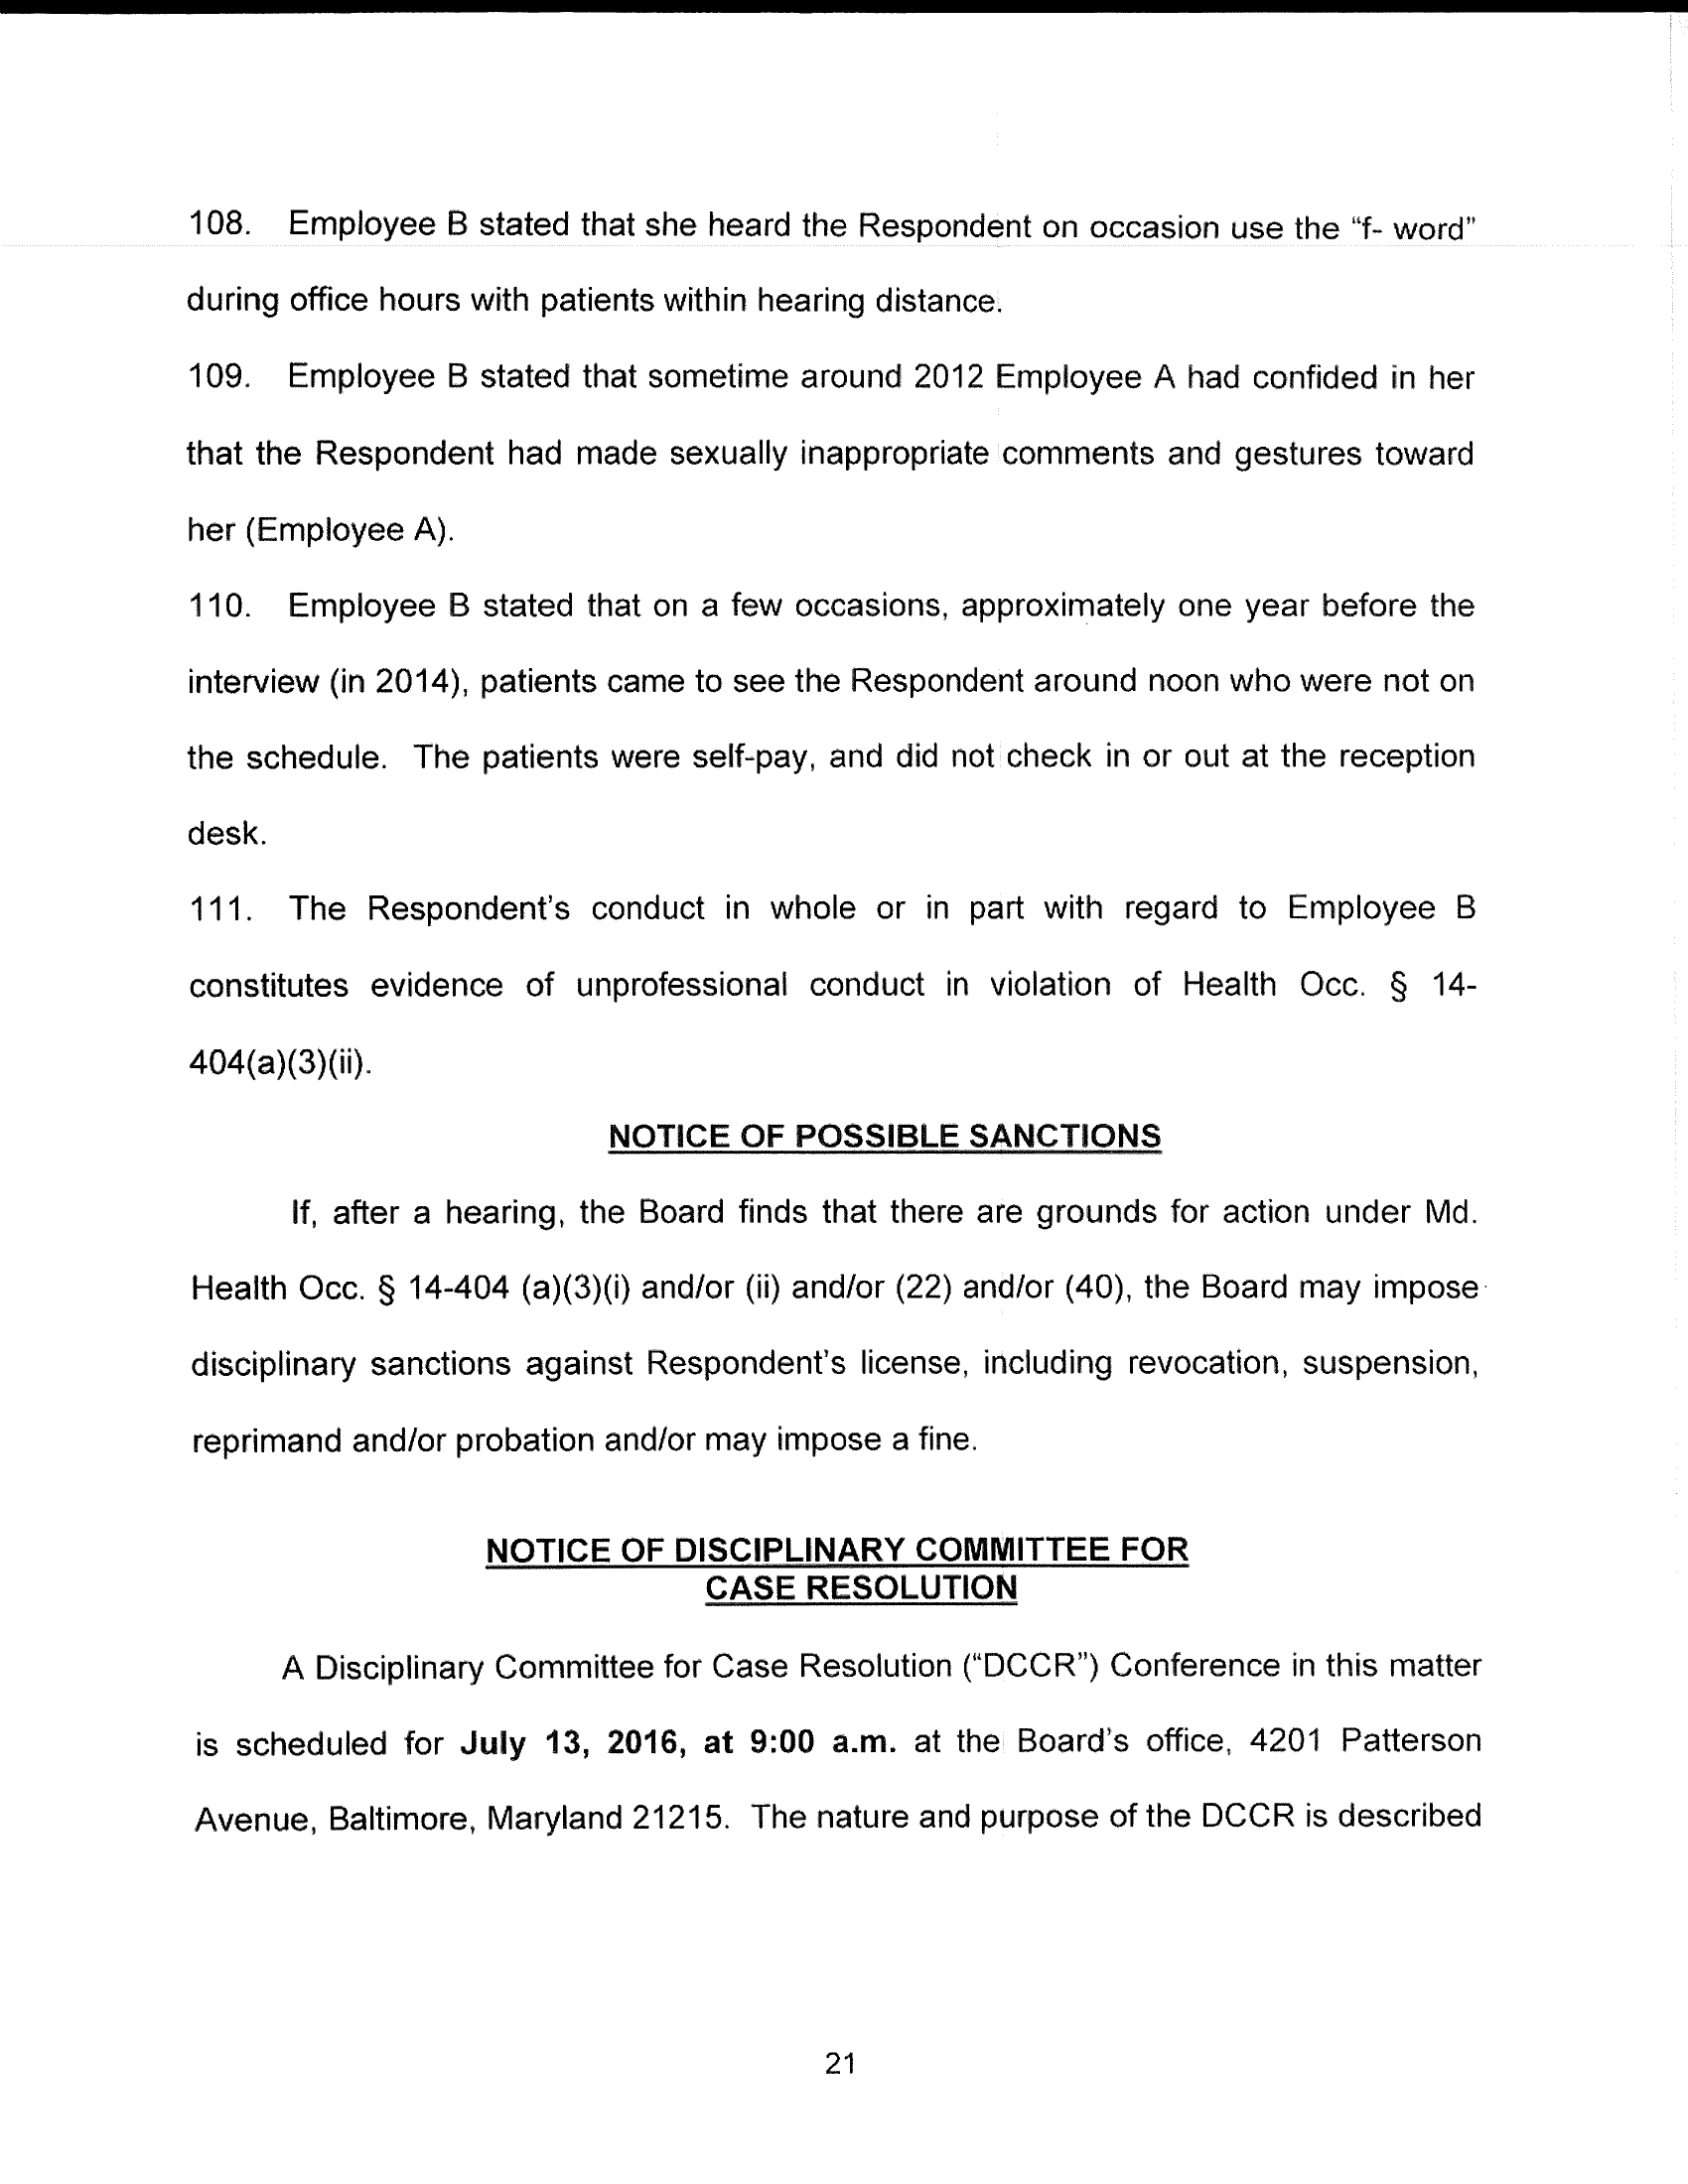 108. Employee B stated that she heard the Respondent on occasion use the “f- word”
during office hours with patients within hearing distance.
109. Employee B stated that sometime around 2012 Employee A had confided in her
that the Respondent had made sexually inappropriate comments and gestures toward
her (Employee A).
110. Employee B stated that on a few occasions, approximately one year before the
interview (in 2014), patients came to see the Respondent around noon who were not on
the schedule. The patients were self-pay, and did not check in or out at the reception
desk.
111. The Respondent’s conduct in whole or in part with regard to Employee B
constitutes evidence of unprofessional conduct in violation of Health Occ. § 14-
404(a)(3)(ii).
NOTICE OF POSSIBLE SANCTIONS
If, after a hearing, the Board finds that there are grounds for action under Md.
Health Occ. § 14-404 (a)(3)(i) and/or (ii) and/or (22) and/or (40), the Board may impose
disciplinary sanctions against Respondent’s license, including revocation, suspension,
reprimand and/or probation and/or may impose a fine.
NOTICE OF DISCIPLINARY COMMITTEE FOR
CASE RESOLUTION
A Disciplinary Committee for Case Resolution (“DCCR”) Conference in this matter
is scheduled for July 13, 2016, at 9:00 a.m. at the Board’s office, 4201 Patterson
Avenue, Baltimore, Maryland 21215. The nature and purpose of the DCCR is described
21